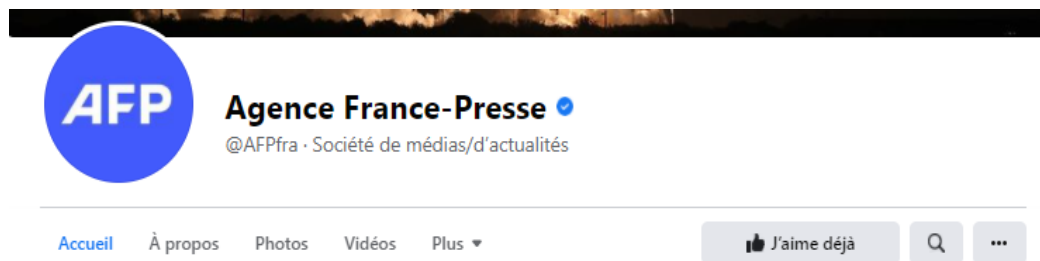 AFP
Agence France-Presse
@AFPfra · Société de médias/d’actualités
Accueil À propos Photos Vidéos Plus J’aime déjà